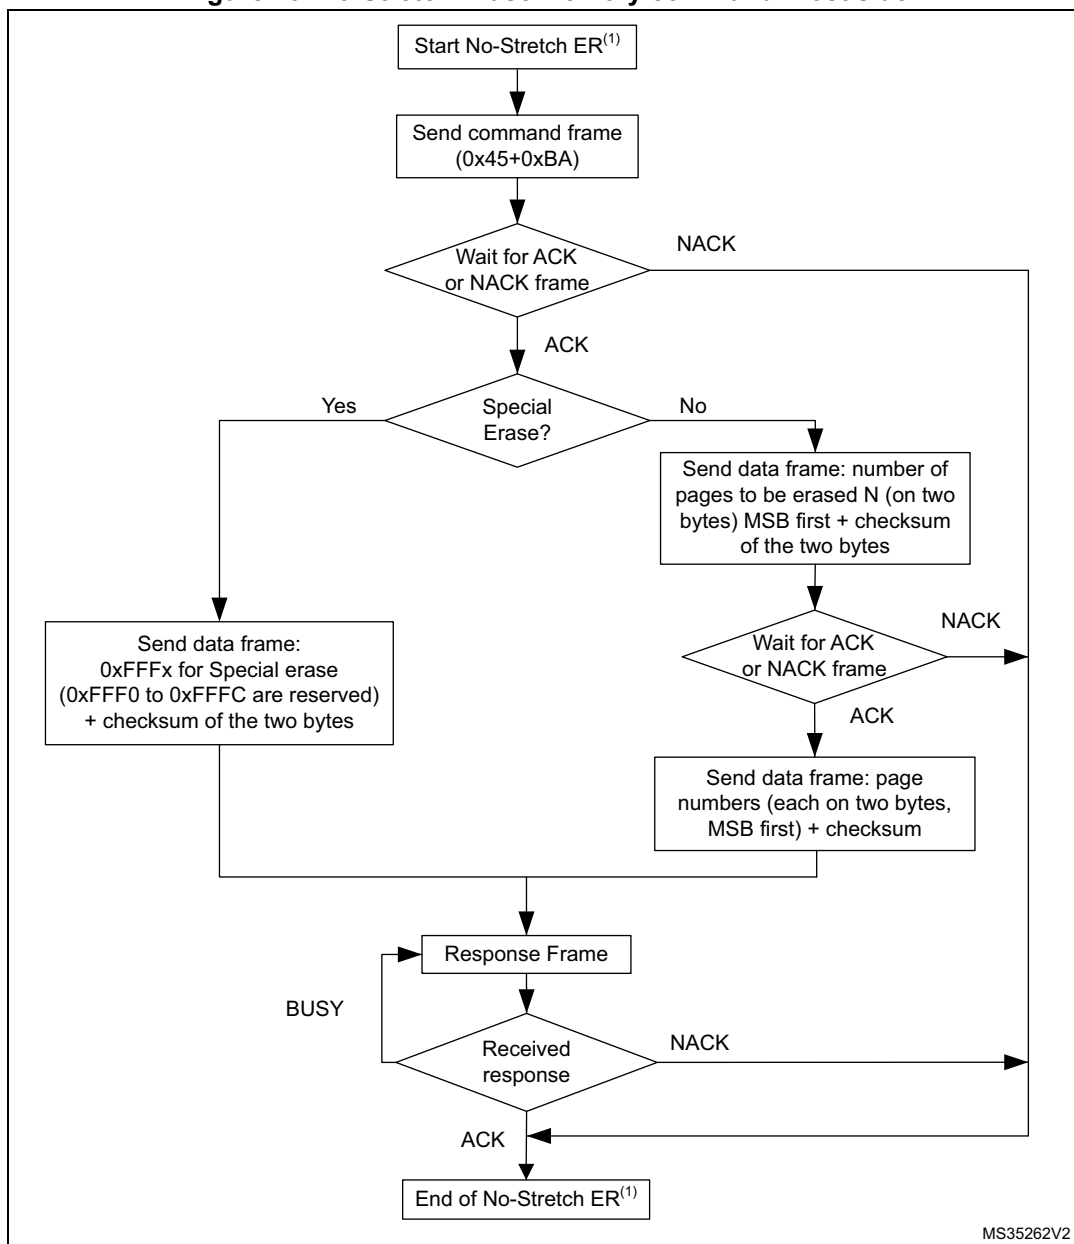 Start No-Stretch ER(1)
Send command frame
(0x45+0xBA)
Wait for ACK
or NACK frame
NACK
ACK
Special
Erase?
Yes
No
Send data frame: number of
pages to be erased N (on two
bytes) MSB first + checksum
of the two bytes
Send data frame:
0xFFFx for Special erase
(0xFFF0 to 0xFFFC are reserved)
+ checksum of the two bytes
Wait for ACK
or NACK frame
NACK
ACK
Send data frame: page
numbers (each on two bytes,
MSB first) + checksum
Response Frame
BUSY
Received
response
NACK
ACK
End of No-Stretch ER(1)
MS35262V2